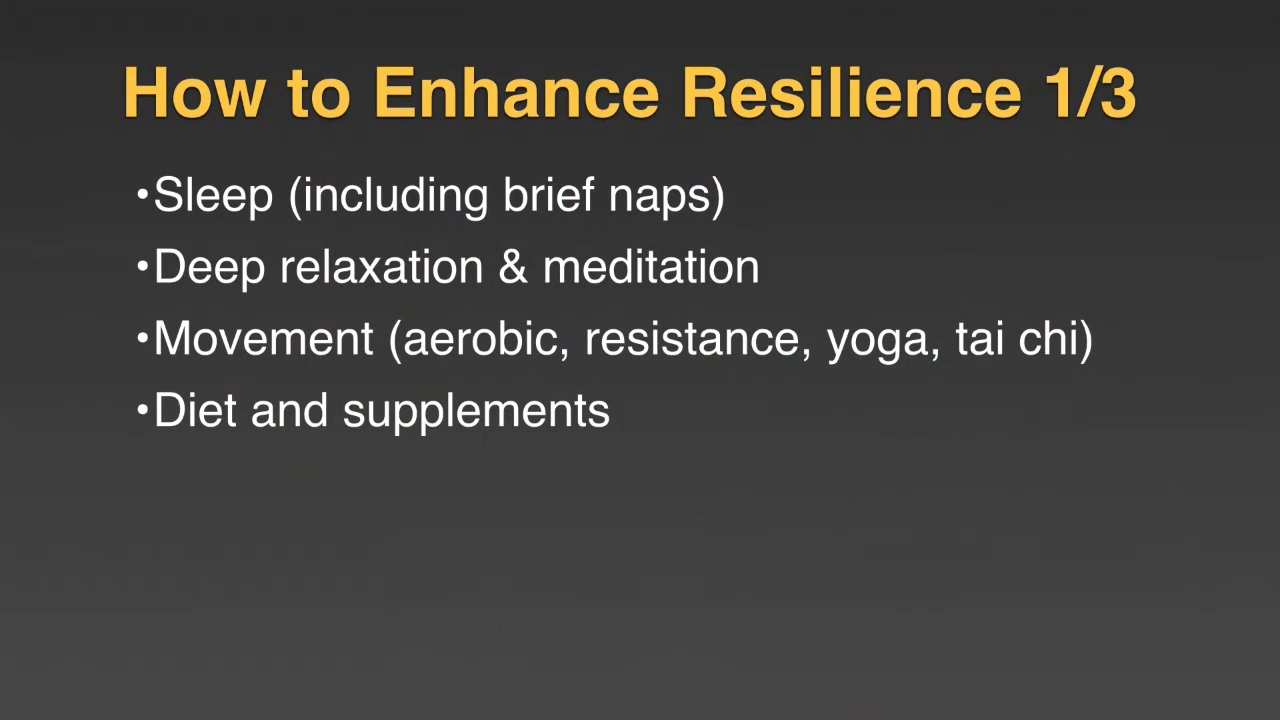 How to Enhance Resilience 1/3
•Sleep (including brief naps)
•Deep relaxation & meditation
•Movement (aerobic, resistance, yoga, tai chi)
•Diet and supplements